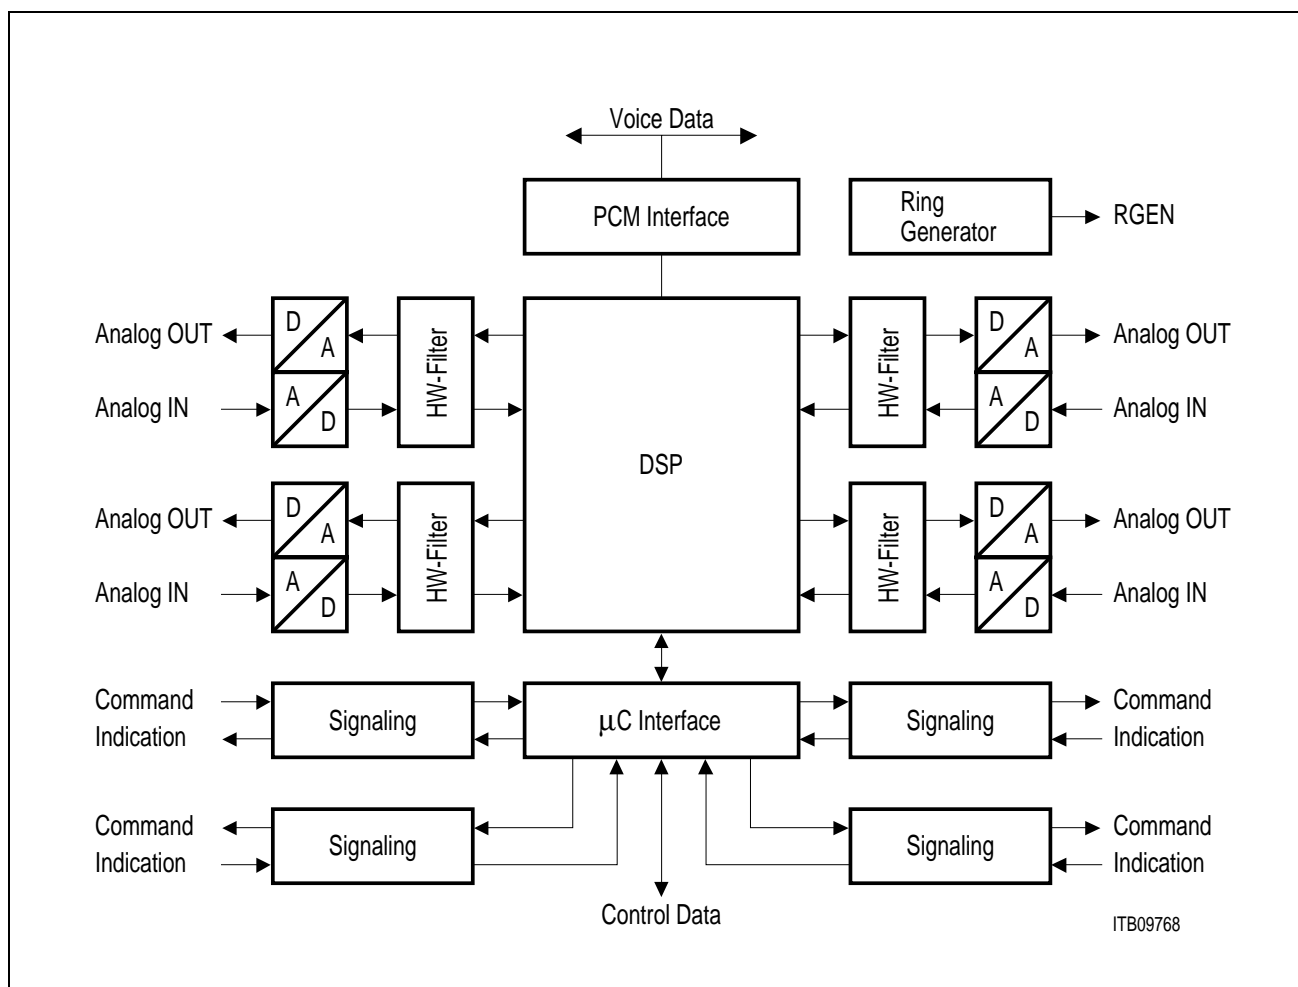 Voice Data
PCM Interface
Ring
Generator
RGEN
Analog OUT
D
A
HW-Filter
HW-Filter
D
A
Analog OUT
Analog IN
A
D
A
D
Analog IN
DSP
Analog OUT
D
A
HW-Filter
HW-Filter
D
A
Analog OUT
Analog IN
A
D
A
D
Analog IN
Command
Indication
Signaling
µC Interface
Signaling
Command
Indication
Command
Indication
Signaling
Signaling
Command
Indication
Control Data
ITB09768